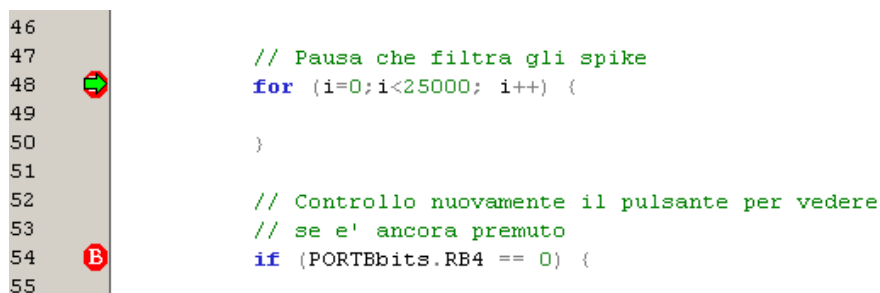 46
47 // Pausa che filtra gli spike
48 for (i=0;i<25000; i++) {
49
50 }
51
52 // Controllo nuovamente il pulsante per vedere
53 // se e' ancora premuto
54 B if (PORTBbits.RB4 == 0) {
55